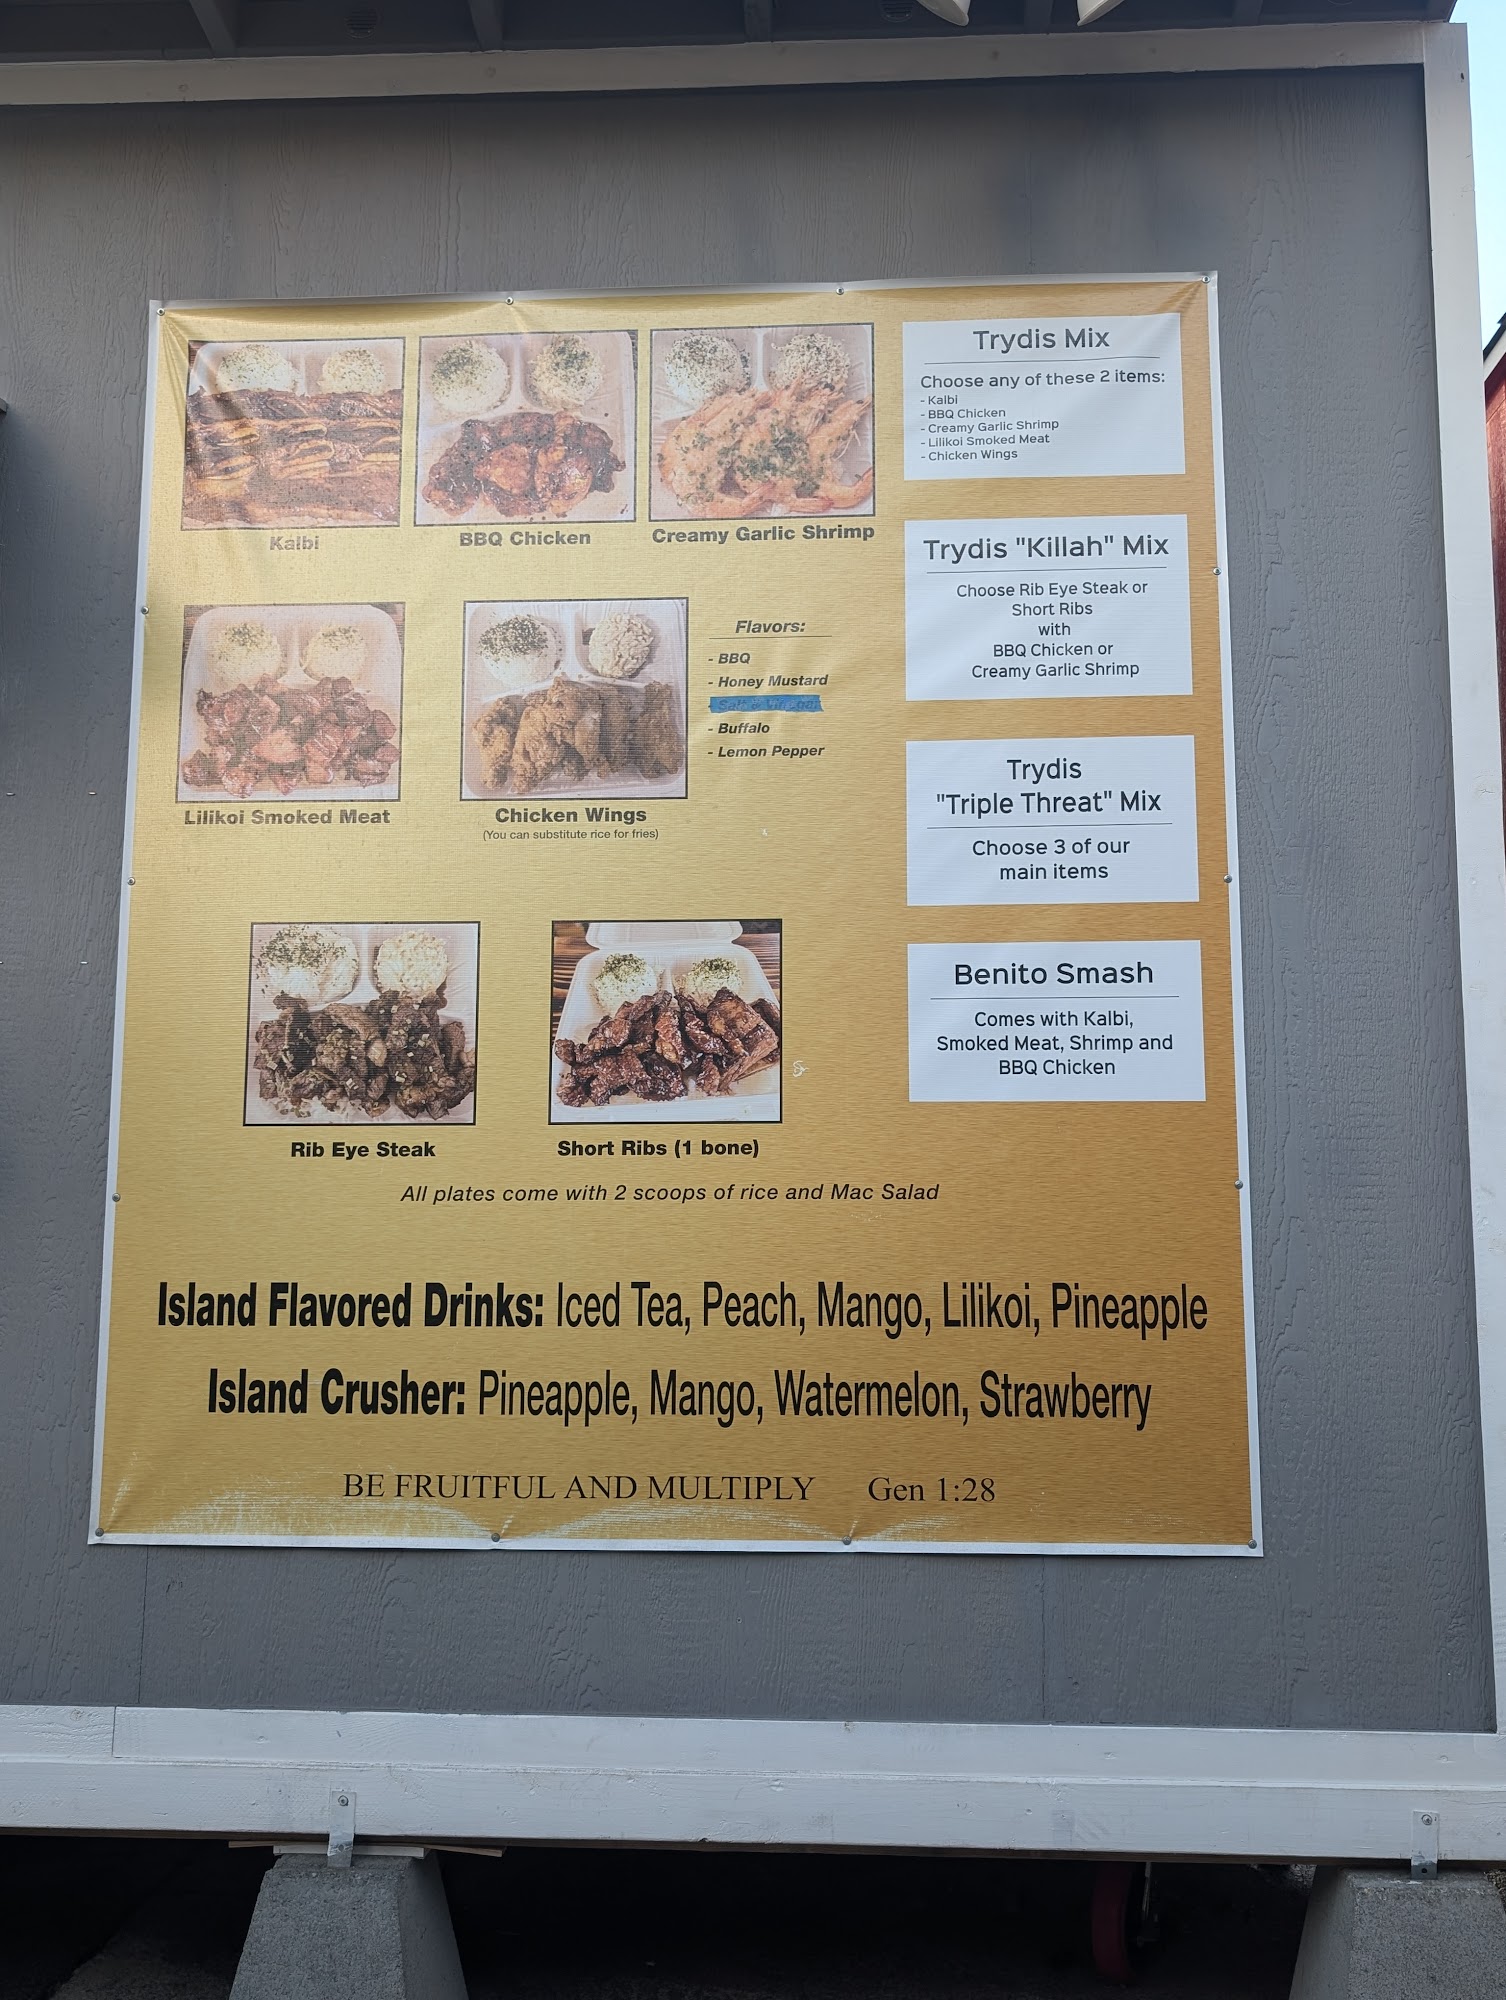 Kalbi
BBQ Chicken
Creamy Garlic Shrimp
Lilikoi Smoked Meat
Chicken Wings
(You can substitute rice for fries)
Flavors:
- BBQ
- Honey Mustard
- Buffalo
- Lemon Pepper
Rib Eye Steak
Short Ribs (1 bone)
Trydis Mix
Choose any of these 2 items:
- Kalbi
- BBQ Chicken
- Creamy Garlic Shrimp
- Lilikoi Smoked Meat
- Chicken Wings
Trydis "Killah" Mix
Choose Rib Eye Steak or
Short Ribs
with
BBQ Chicken or
Creamy Garlic Shrimp
Trydis
"Triple Threat" Mix
Choose 3 of our
main items
Benito Smash
Comes with Kalbi,
Smoked Meat, Shrimp and
BBQ Chicken
All plates come with 2 scoops of rice and Mac Salad
Island Flavored Drinks: Iced Tea, Peach, Mango, Lilikoi, Pineapple
Island Crusher: Pineapple, Mango, Watermelon, Strawberry
BE FRUITFUL AND MULTIPLY Gen 1:28